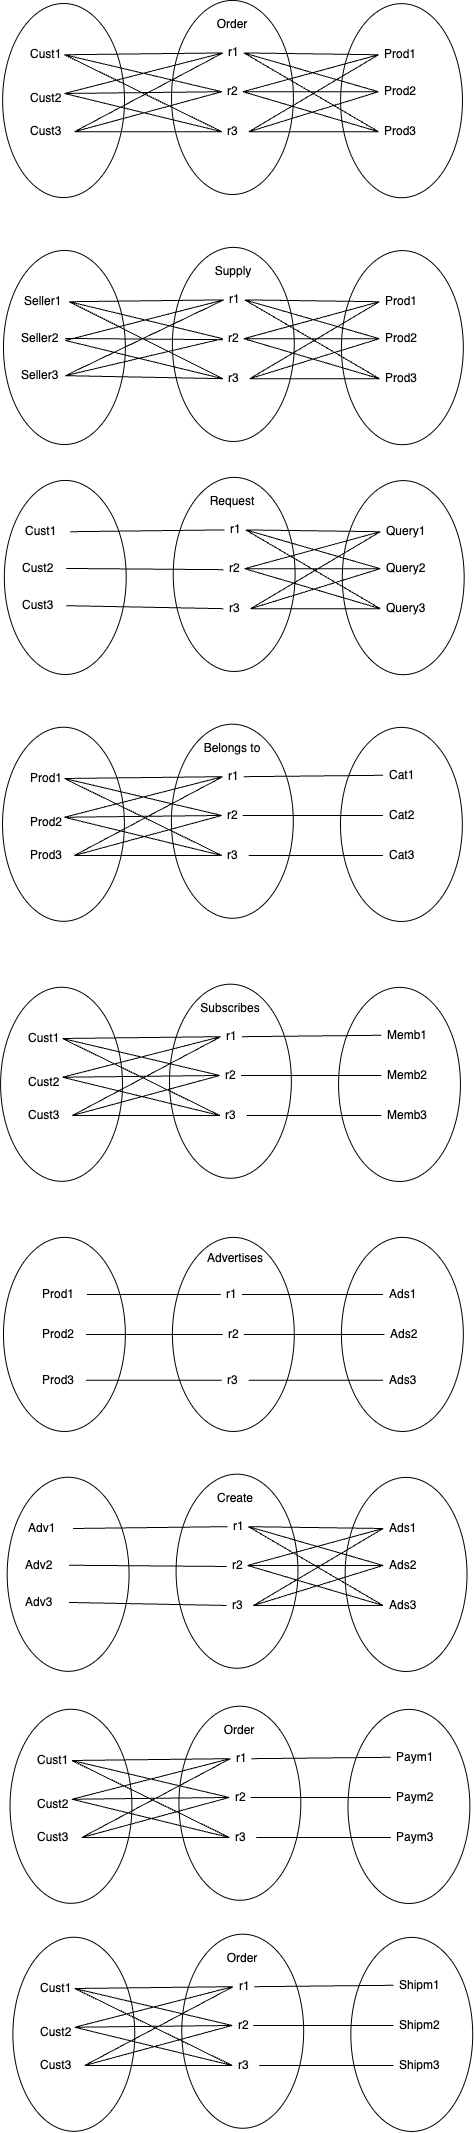 Order
Cust1 r1 Prod1
Cust2 r2 Prod2
Cust3 r3 Prod3
Supply
Seller1 r1 Prod1
Seller2 r2 Prod2
Seller3 r3 Prod3
Request
Cust1 r1 Query1
Cust2 r2 Query2
Cust3 r3 Query3
Belongs to
Prod1 r1 Cat1
Prod2 r2 Cat2
Prod3 r3 Cat3
Subscribes
Cust1 r1 Memb1
Cust2 r2 Memb2
Cust3 r3 Memb3
Advertises
Prod1 r1 Ads1
Prod2 r2 Ads2
Prod3 r3 Ads3
Create
Adv1 r1 Ads1
Adv2 r2 Ads2
Adv3 r3 Ads3
Order
Cust1 r1 Paym1
Cust2 r2 Paym2
Cust3 r3 Paym3
Order
Cust1 r1 Shipm1
Cust2 r2 Shipm2
Cust3 r3 Shipm3